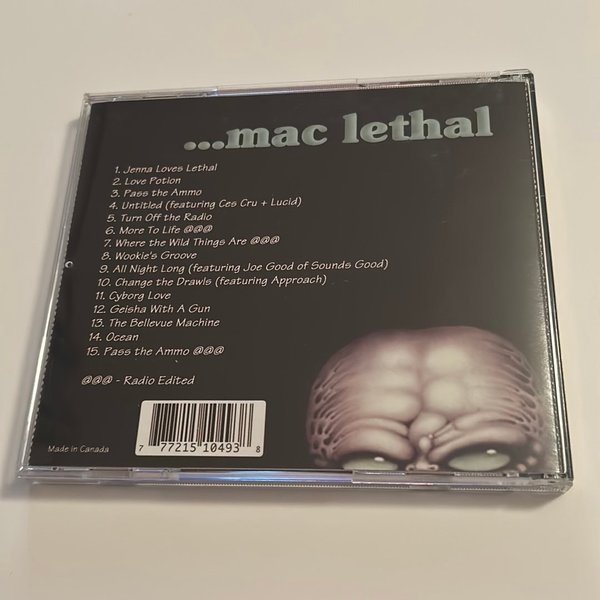 ...mac lethal
1. Jenna Loves Lethal
2. Love Potion
3. Pass the Ammo
4. Untitled (featuring Ces Cru + Lucid)
5. Turn Off the Radio
6. More To Life @@@
7. Where the Wild Things Are @@@
8. Wookie's Groove
9. All Night Long (featuring Joe Good of Sounds Good)
10. Change the Drawls (featuring Approach)
11. Cyborg Love
12. Geisha With A Gun
13. The Bellevue Machine
14. Ocean
15. Pass the Ammo @@@
@@@ - Radio Edited
Made in Canada
7 77215 10493 8